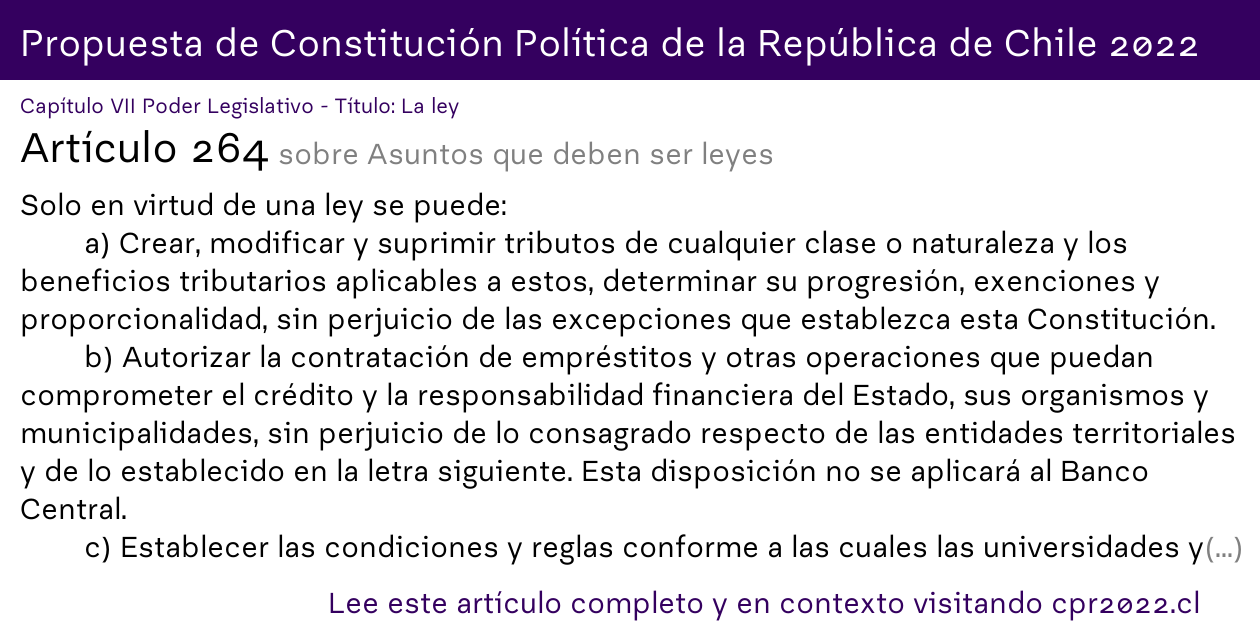 Propuesta de Constitución Política de la República de Chile 2022
Capítulo VII Poder Legislativo - Título: La ley
Artículo 264 sobre Asuntos que deben ser leyes
Solo en virtud de una ley se puede:
a) Crear, modificar y suprimir tributos de cualquier clase o naturaleza y los
beneficios tributarios aplicables a estos, determinar su progresión, exenciones y
proporcionalidad, sin perjuicio de las excepciones que establezca esta Constitución.
b) Autorizar la contratación de empréstitos y otras operaciones que puedan
comprometer el crédito y la responsabilidad financiera del Estado, sus organismos y
municipalidades, sin perjuicio de lo consagrado respecto de las entidades territoriales
y de lo establecido en la letra siguiente. Esta disposición no se aplicará al Banco
Central.
c) Establecer las condiciones y reglas conforme a las cuales las universidades y(...)
Lee este artículo completo y en contexto visitando cpr2022.cl